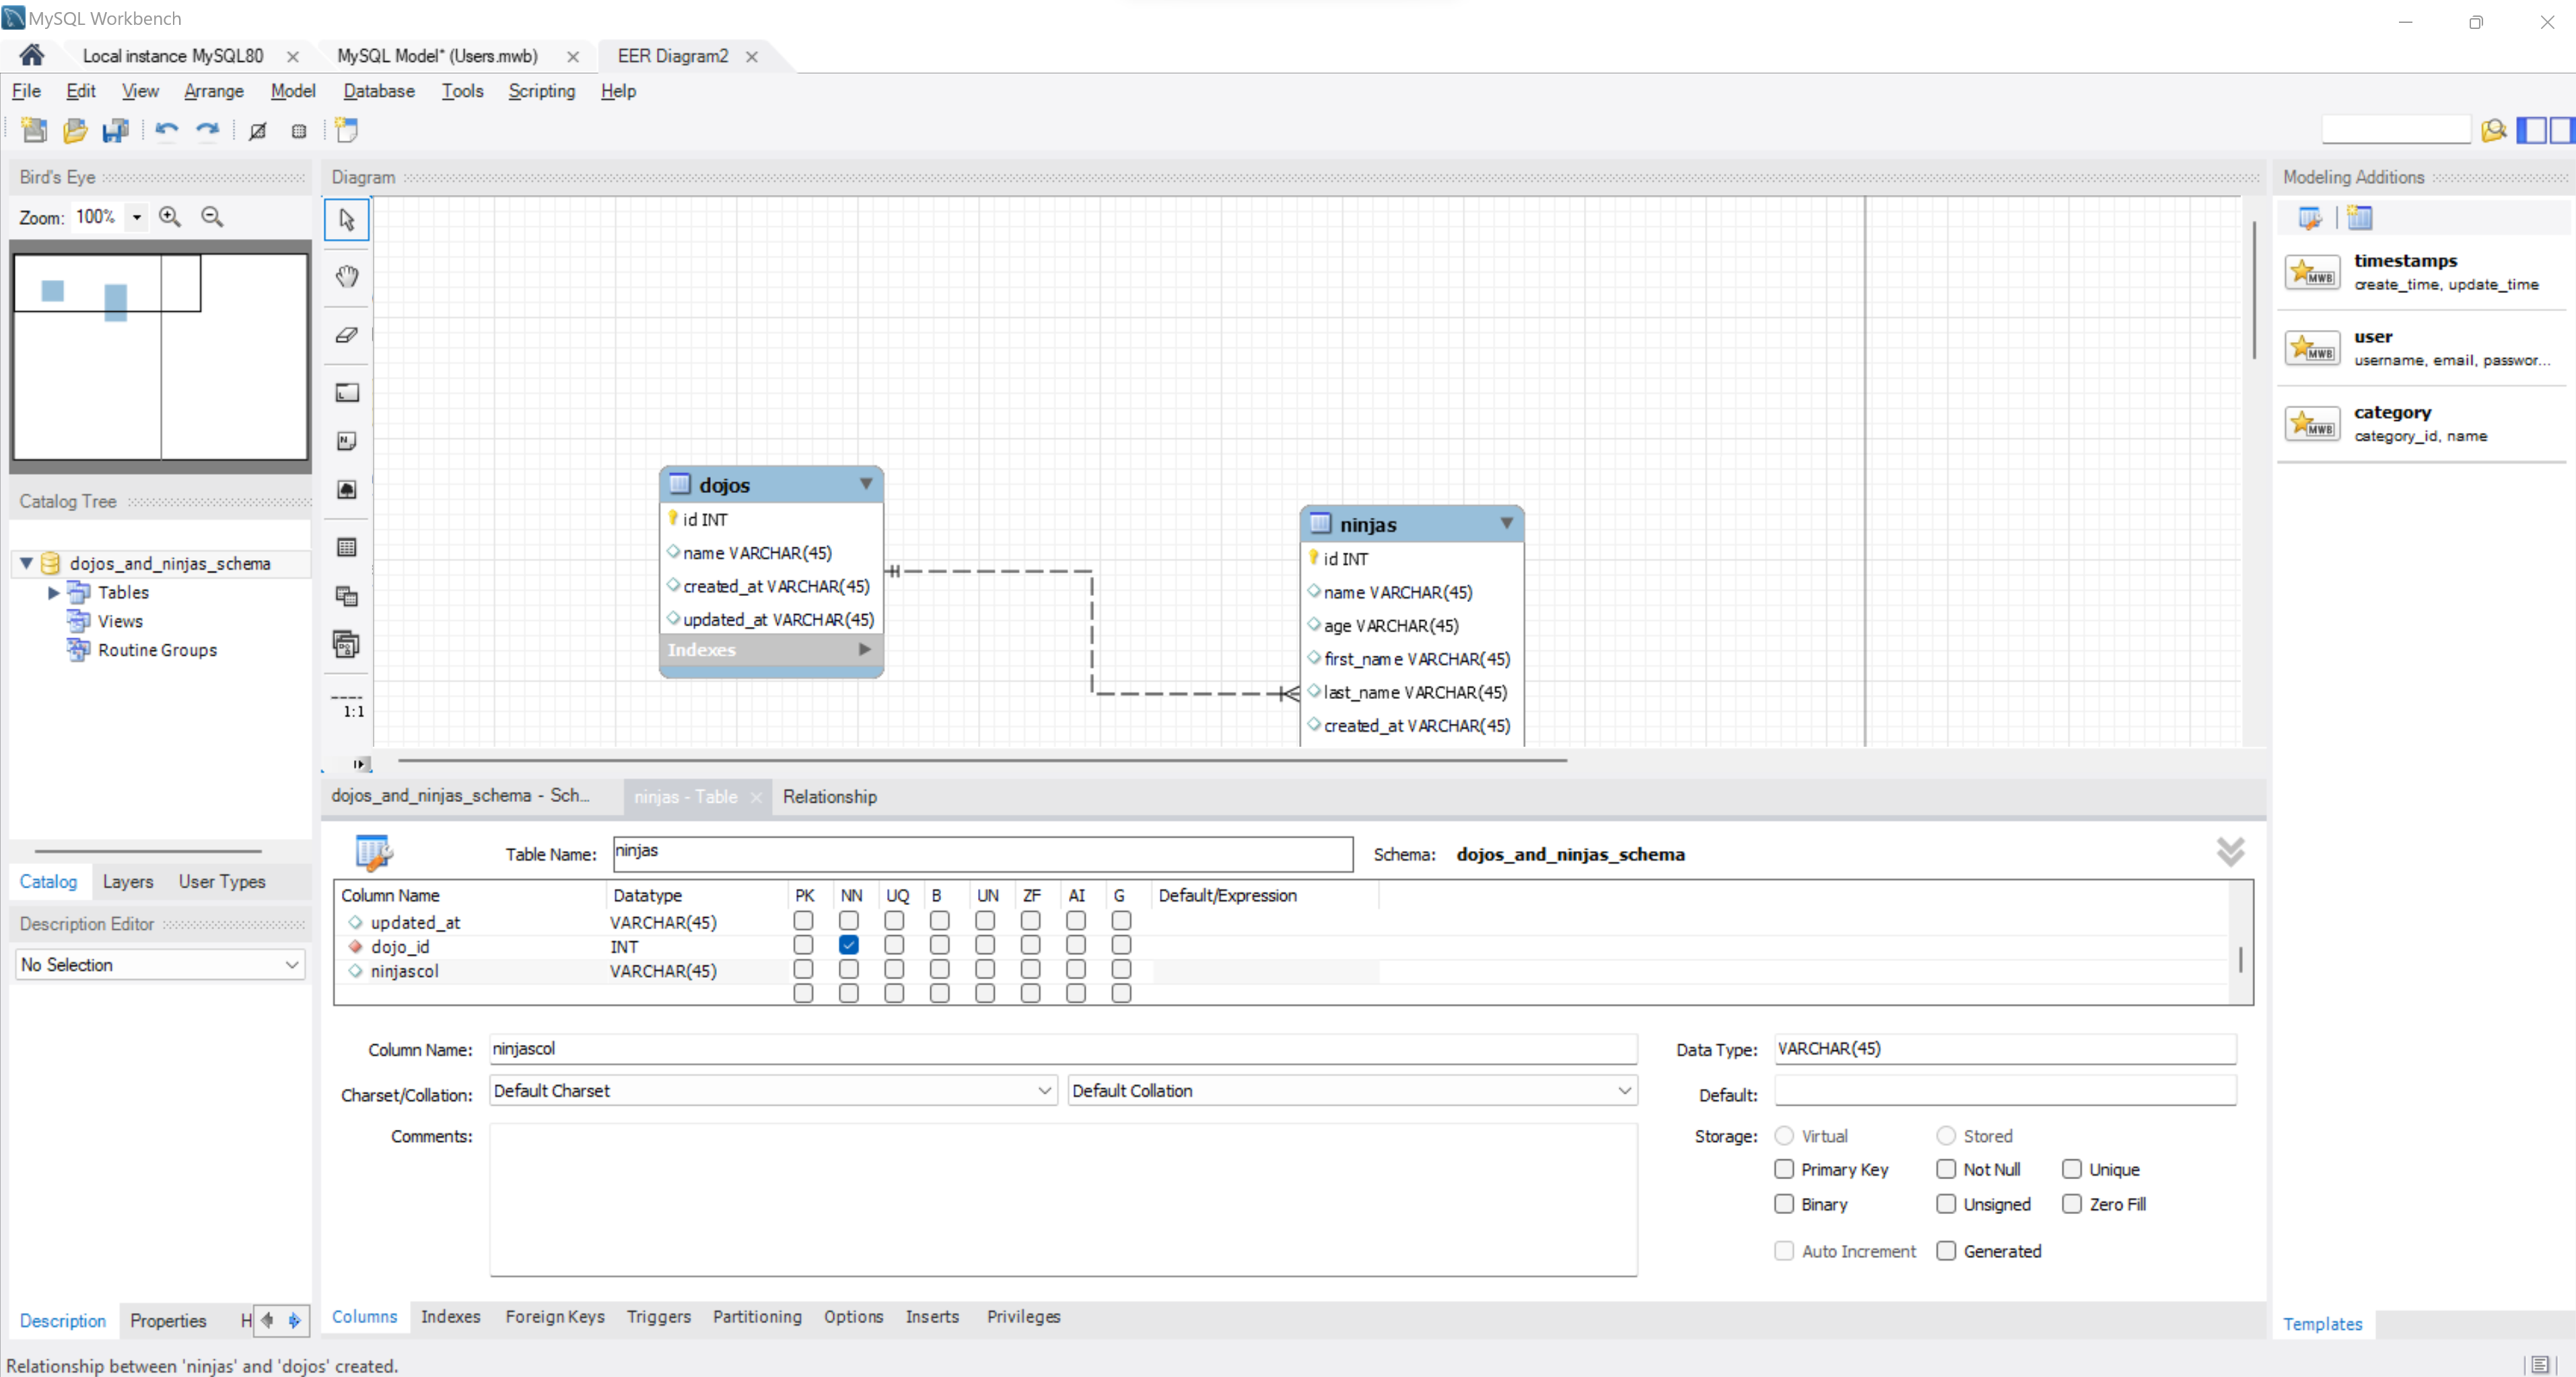 MySQL Workbench
Local instance MySQL80
MySQL Model* (Users.mwb)
EER Diagram2
File Edit View Arrange Model Database Tools Scripting Help
Bird's Eye
Zoom: 100%
Catalog Tree
dojos_and_ninjas_schema
Tables
Views
Routine Groups
Catalog Layers User Types
Description Editor
No Selection
Description Properties H
Diagram
N
1:1
dojos
id INT
name VARCHAR(45)
created_at VARCHAR(45)
updated_at VARCHAR(45)
Indexes
ninjas
id INT
name VARCHAR(45)
age VARCHAR(45)
first_name VARCHAR(45)
last_name VARCHAR(45)
created_at VARCHAR(45)
dojos_and_ninjas_schema - Sch...
ninjas - Table
Relationship
Table Name: ninjas
Schema: dojos_and_ninjas_schema
Column Name Datatype PK NN UQ B UN ZF AI G Default/Expression
updated_at VARCHAR(45)
dojo_id INT
ninjascol VARCHAR(45)
Column Name: ninjascol
Data Type: VARCHAR(45)
Charset/Collation: Default Charset Default Collation
Default:
Comments:
Storage: Virtual Stored
Primary Key Not Null Unique
Binary Unsigned Zero Fill
Auto Increment Generated
Columns Indexes Foreign Keys Triggers Partitioning Options Inserts Privileges
Modeling Additions
MWB
timestamps
create_time, update_time
MWB
user
username, email, passwor...
MWB
category
category_id, name
Templates
Relationship between 'ninjas' and 'dojos' created.